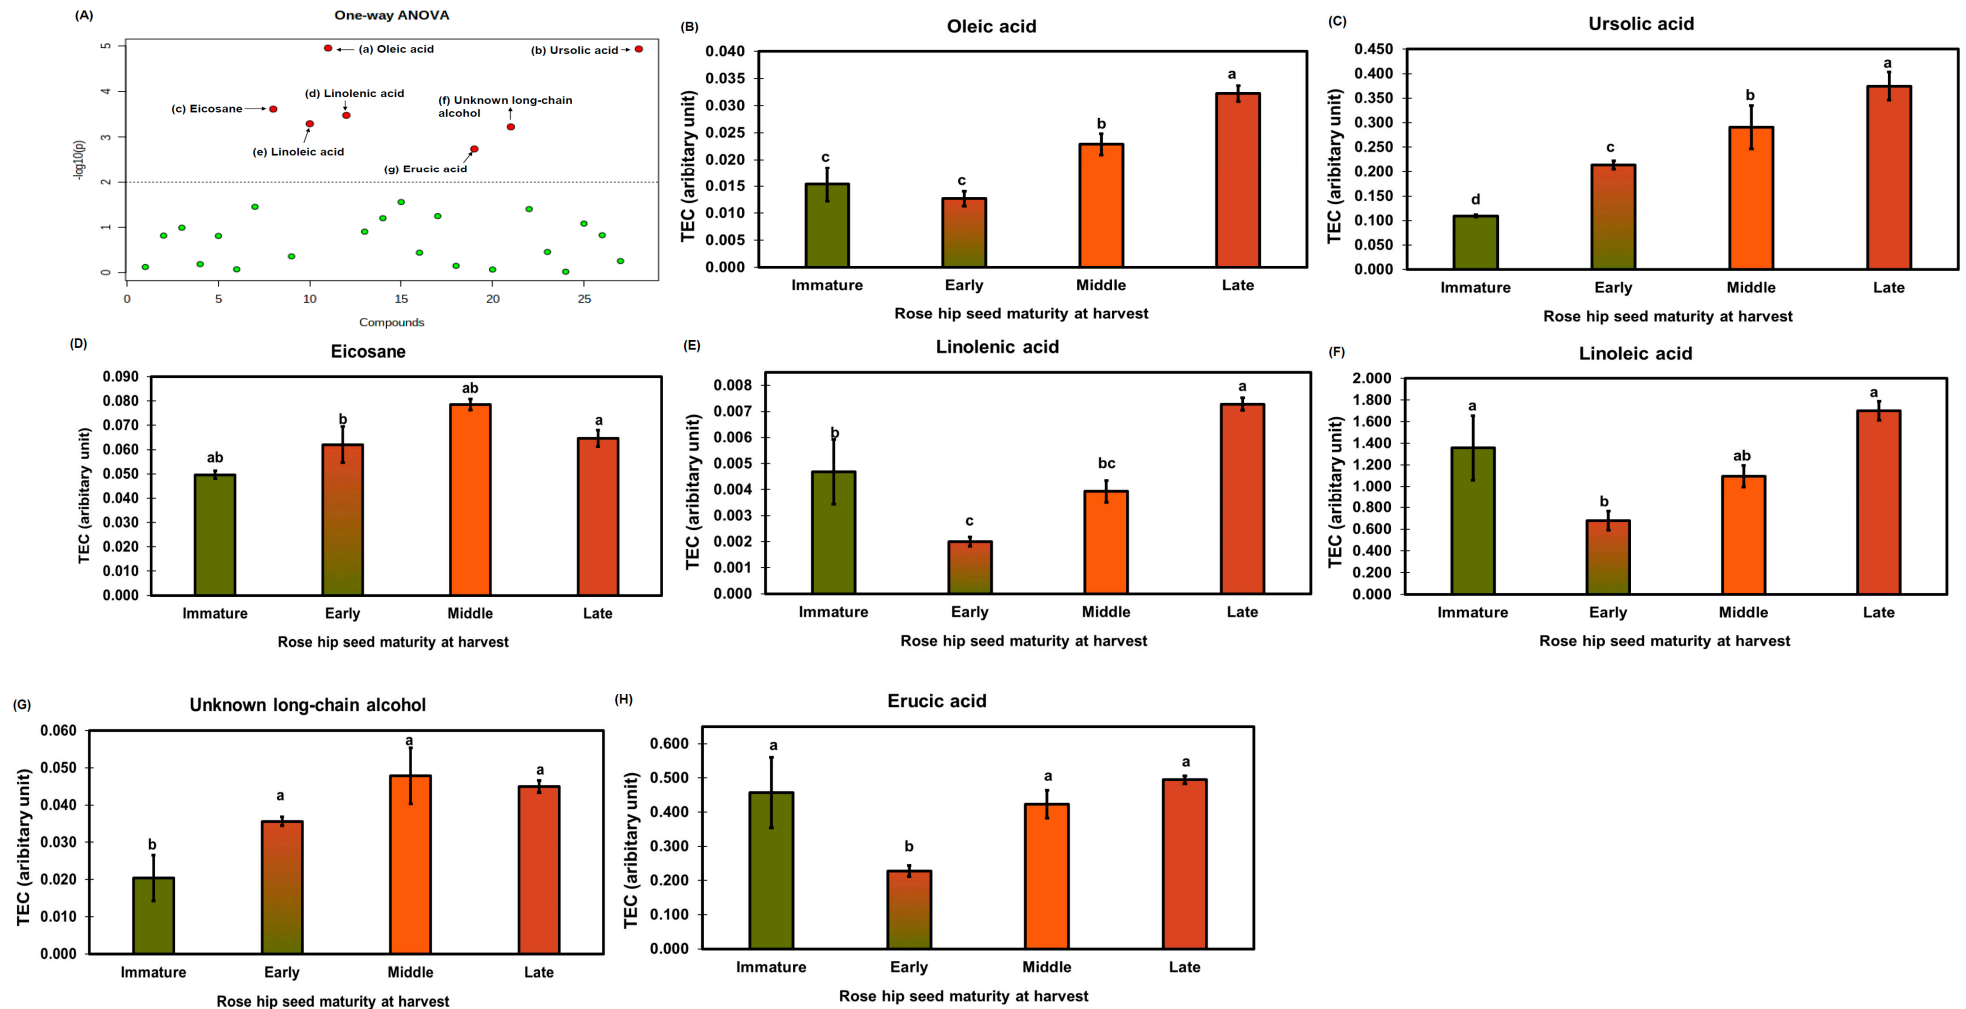 (A)
One-way ANOVA
-log10(p)
5
4
3
2
1
0
(a) Oleic acid
(b) Ursolic acid
(c) Eicosane
(d) Linolenic acid
(e) Linoleic acid
(f) Unknown long-chain
alcohol
(g) Erucic acid
0 5 10 15 20 25
Compounds
(B)
Oleic acid
TEC (aribitary unit)
0.040
0.035
0.030
0.025
0.020
0.015
0.010
0.005
0.000
c c b a
Immature Early Middle Late
Rose hip seed maturity at harvest
(C)
Ursolic acid
TEC (aribitary unit)
0.450
0.400
0.350
0.300
0.250
0.200
0.150
0.100
0.050
0.000
d c b a
Immature Early Middle Late
Rose hip seed maturity at harvest
(D)
Eicosane
TEC (aribitary unit)
0.090
0.080
0.070
0.060
0.050
0.040
0.030
0.020
0.010
0.000
ab b ab a
Immature Early Middle Late
Rose hip seed maturity at harvest
(E)
Linolenic acid
TEC (aribitary unit)
0.008
0.007
0.006
0.005
0.004
0.003
0.002
0.001
0.000
b c bc a
Immature Early Middle Late
Rose hip seed maturity at harvest
(F)
Linoleic acid
TEC (aribitary unit)
2.000
1.800
1.600
1.400
1.200
1.000
0.800
0.600
0.400
0.200
0.000
a b ab a
Immature Early Middle Late
Rose hip seed maturity at harvest
(G)
Unknown long-chain alcohol
TEC (aribitary unit)
0.060
0.050
0.040
0.030
0.020
0.010
0.000
b a a a
Immature Early Middle Late
Rose hip seed maturity at harvest
(H)
Erucic acid
TEC (aribitary unit)
0.600
0.500
0.400
0.300
0.200
0.100
0.000
a b a a
Immature Early Middle Late
Rose hip seed maturity at harvest